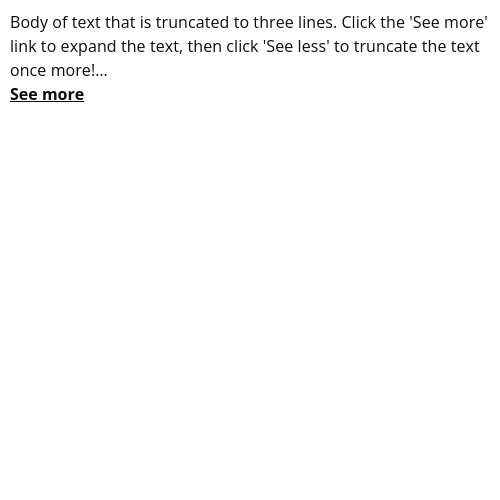 Body of text that is truncated to three lines. Click the 'See more'
link to expand the text, then click 'See less' to truncate the text
once more!...
See more